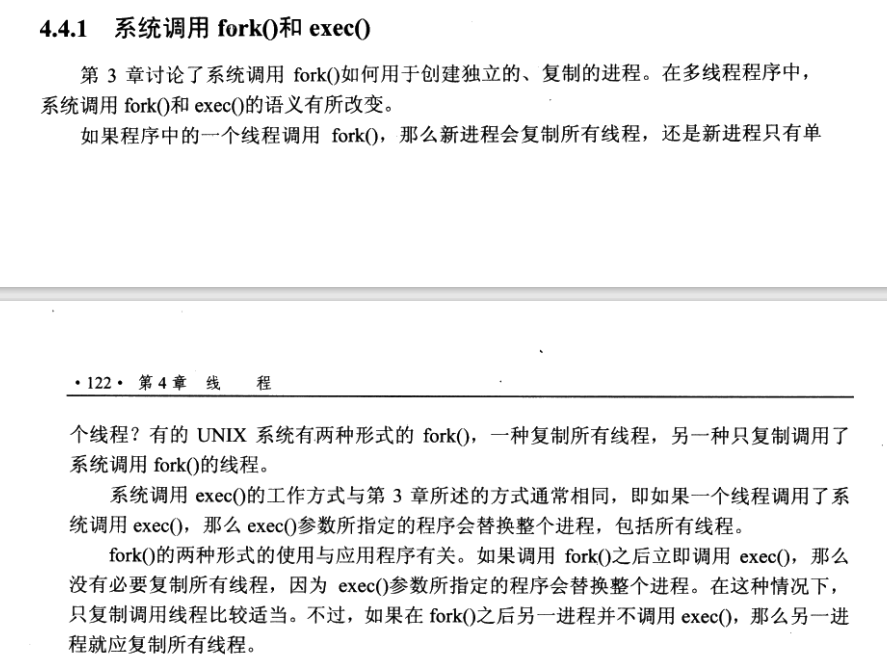 4.4.1 系统调用 fork()和 exec()
第 3 章讨论了系统调用 fork()如何用于创建独立的、复制的进程。在多线程程序中，
系统调用 fork()和 exec()的语义有所改变。
如果程序中的一个线程调用 fork()，那么新进程会复制所有线程，还是新进程只有单
·122· 第 4 章 线 程
个线程？有的 UNIX 系统有两种形式的 fork()，一种复制所有线程，另一种只复制调用了
系统调用 fork()的线程。
系统调用 exec()的工作方式与第 3 章所述的方式通常相同，即如果一个线程调用了系
统调用 exec()，那么 exec()参数所指定的程序会替换整个进程，包括所有线程。
fork()的两种形式的使用与应用程序有关。如果调用 fork()之后立即调用 exec()，那么
没有必要复制所有线程，因为 exec()参数所指定的程序会替换整个进程。在这种情况下，
只复制调用线程比较适当。不过，如果在 fork()之后另一进程并不调用 exec()，那么另一进
程就应复制所有线程。